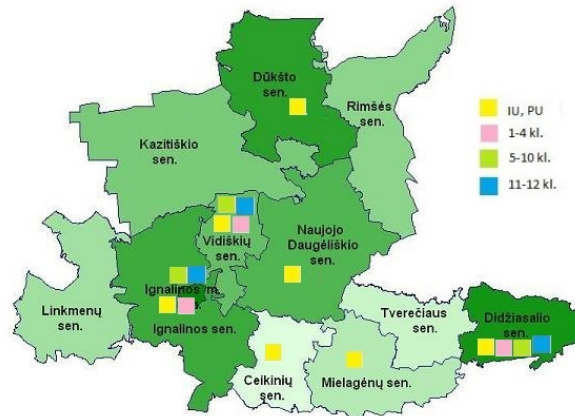 Dūkšto
sen.
Rimšės
sen.
Kazitiškio
sen.
IU, PU
1-4 kl.
5-10 kl.
11-12 kl.
Vidiškių
sen.
Naujojo
Daugėliškio
sen.
Ignalinos m.
Ignalinos sen.
Linkmenų
sen.
Tverečiaus
sen.
Didžiasalio
sen.
Ceikinių
sen.
Mielagėnų sen.